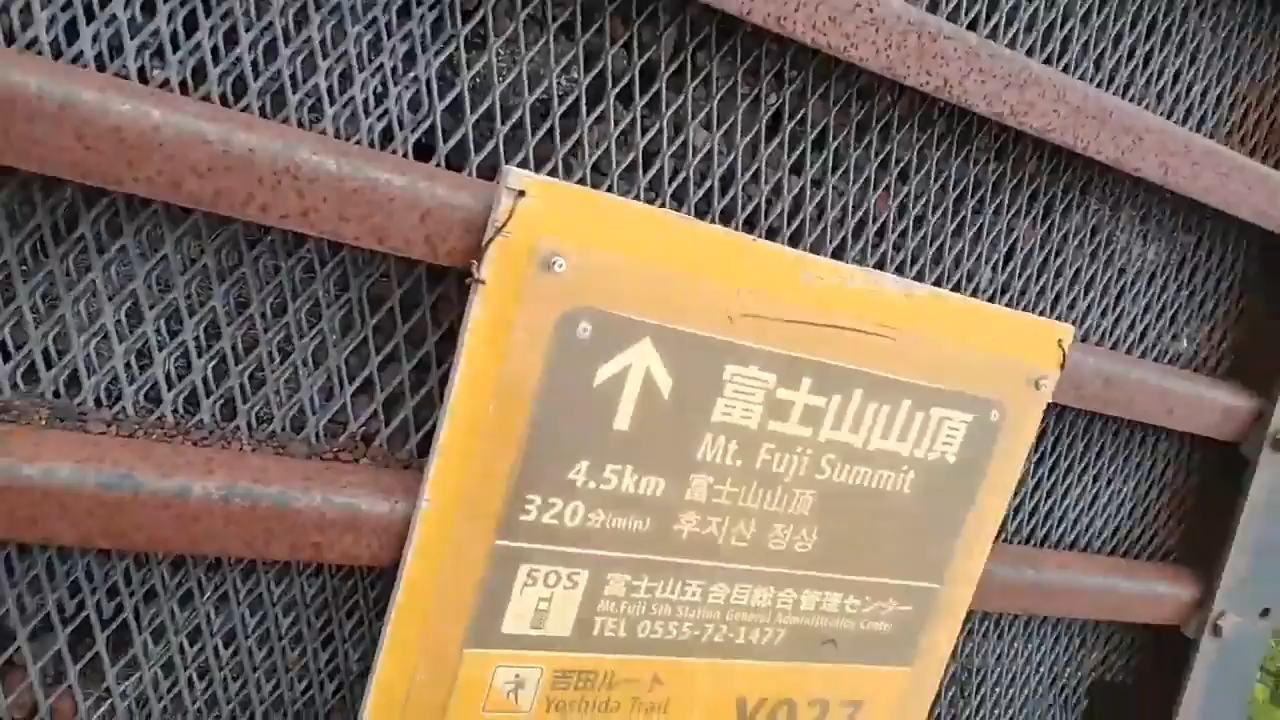 富士山山頂
Mt. Fuji Summit
4.5km 富士山山顶
320分(min) 후지산 정상
SOS 富士山五合目総合管理センター
Mt.Fuji 5th Station General Administration Center
TEL 0555-72-1477
吉田ルート
Yoshida Trail
Y027